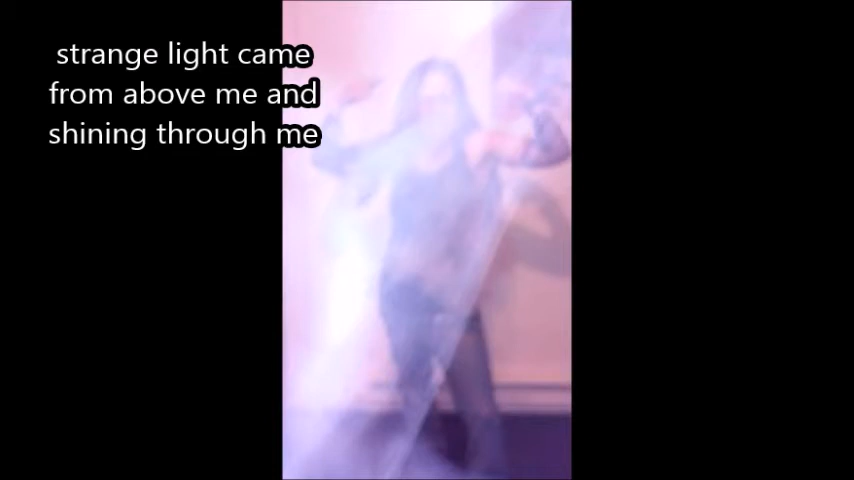 strange light came
from above me and
shining through me